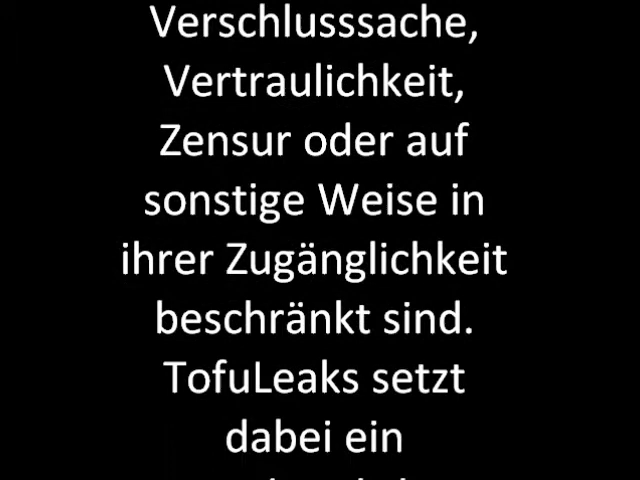 Verschlusssache,
Vertraulichkeit,
Zensur oder auf
sonstige Weise in
ihrer Zugänglichkeit
beschränkt sind.
TofuLeaks setzt
dabei ein